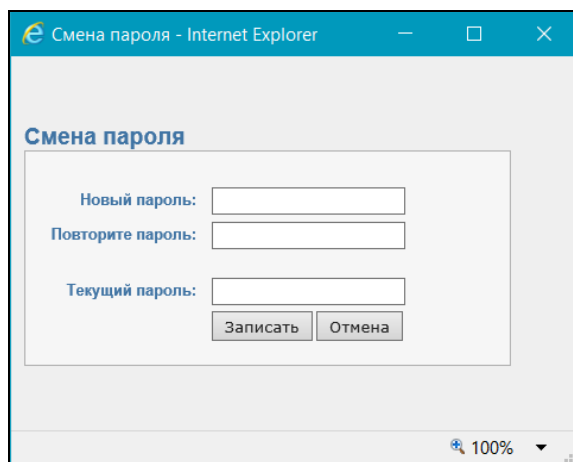 Смена пароля - Internet Explorer
Смена пароля
Новый пароль:
Повторите пароль:
Текущий пароль:
Записать Отмена
100%